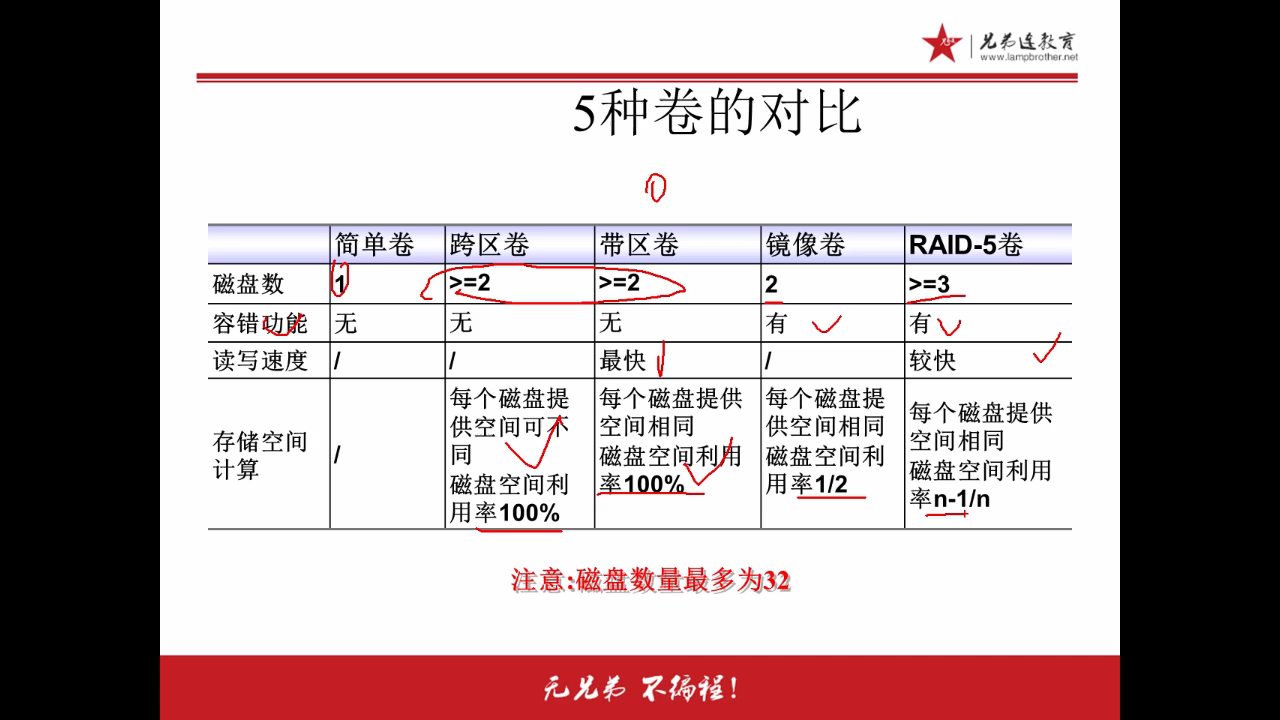 兄弟连教育
www.lampbrother.net
5种卷的对比
简单卷 跨区卷 带区卷 镜像卷 RAID-5卷
磁盘数 1 >=2 >=2 2 >=3
容错功能 无 无 无 有 有
读写速度 / / 最快 / 较快
存储空间
计算
/
每个磁盘提
供空间可不
同
磁盘空间利
用率100%
每个磁盘提供
空间相同
磁盘空间利用
率100%
每个磁盘提
供空间相同
磁盘空间利
用率1/2
每个磁盘提供
空间相同
磁盘空间利用
率n-1/n
注意:磁盘数量最多为32
无兄弟 不编程!